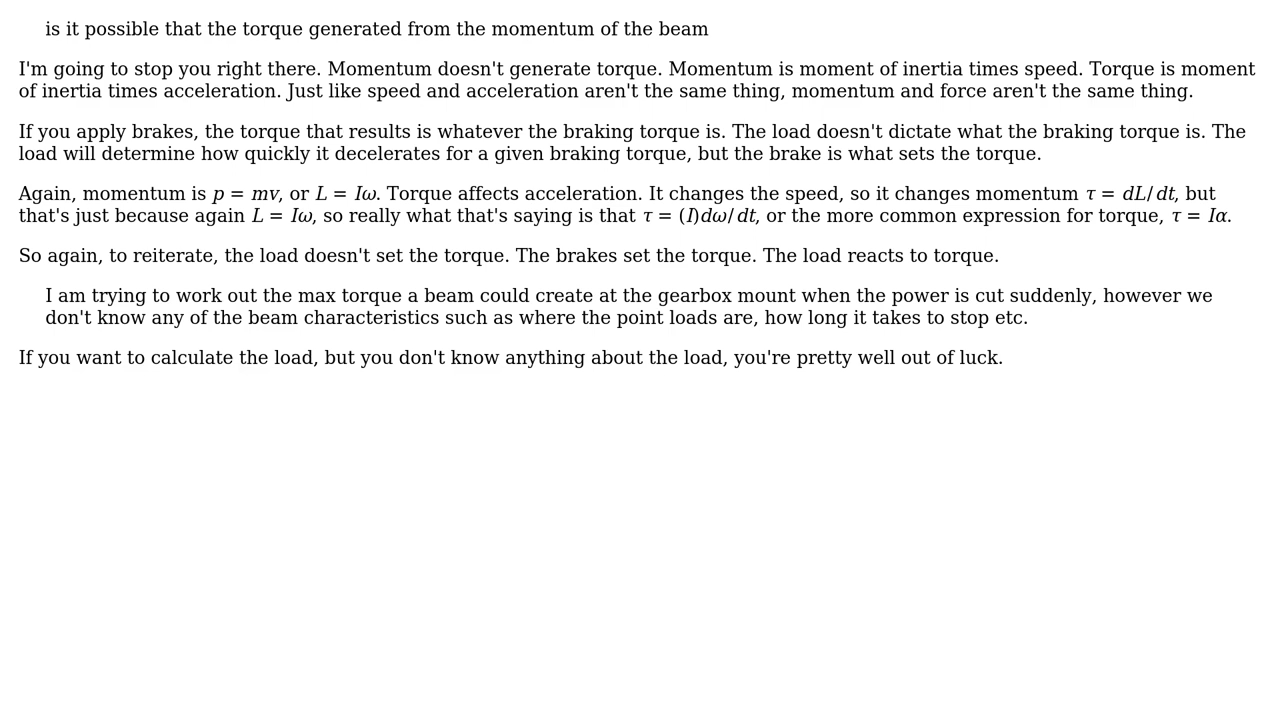 is it possible that the torque generated from the momentum of the beam
I'm going to stop you right there. Momentum doesn't generate torque. Momentum is moment of inertia times speed. Torque is moment
of inertia times acceleration. Just like speed and acceleration aren't the same thing, momentum and force aren't the same thing.
If you apply brakes, the torque that results is whatever the braking torque is. The load doesn't dictate what the braking torque is. The
load will determine how quickly it decelerates for a given braking torque, but the brake is what sets the torque.
Again, momentum is p = mv, or L = Iω. Torque affects acceleration. It changes the speed, so it changes momentum τ = dL/dt, but
that's just because again L = Iω, so really what that's saying is that τ = (I)dω/dt, or the more common expression for torque, τ = Iα.
So again, to reiterate, the load doesn't set the torque. The brakes set the torque. The load reacts to torque.
I am trying to work out the max torque a beam could create at the gearbox mount when the power is cut suddenly, however we
don't know any of the beam characteristics such as where the point loads are, how long it takes to stop etc.
If you want to calculate the load, but you don't know anything about the load, you're pretty well out of luck.